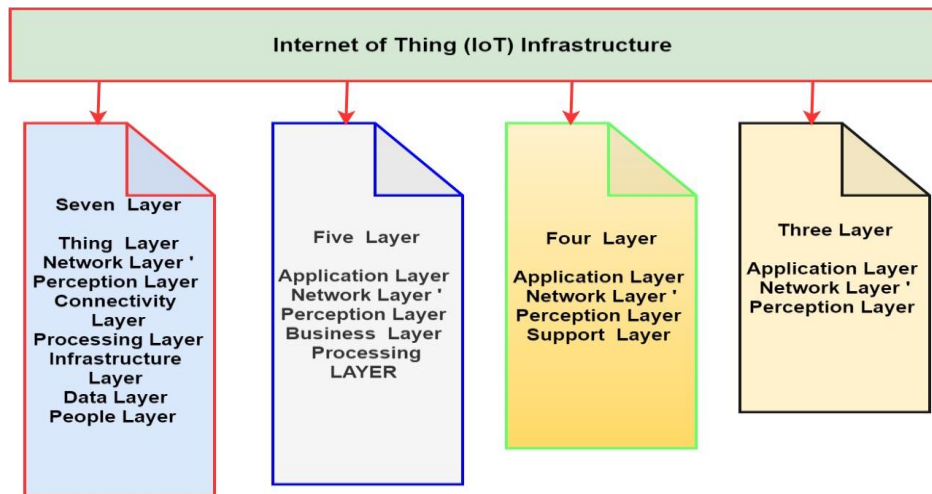 Internet of Thing (IoT) Infrastructure
Seven Layer
Thing Layer
Network Layer '
Perception Layer
Connectivity
Layer
Processing Layer
Infrastructure
Layer
Data Layer
People Layer
Five Layer
Application Layer
Network Layer '
Perception Layer
Business Layer
Processing
LAYER
Four Layer
Application Layer
Network Layer '
Perception Layer
Support Layer
Three Layer
Application Layer
Network Layer '
Perception Layer